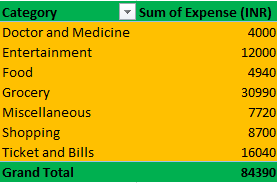 Category Sum of Expense (INR)
Doctor and Medicine 4000
Entertainment 12000
Food 4940
Grocery 30990
Miscellaneous 7720
Shopping 8700
Ticket and Bills 16040
Grand Total 84390